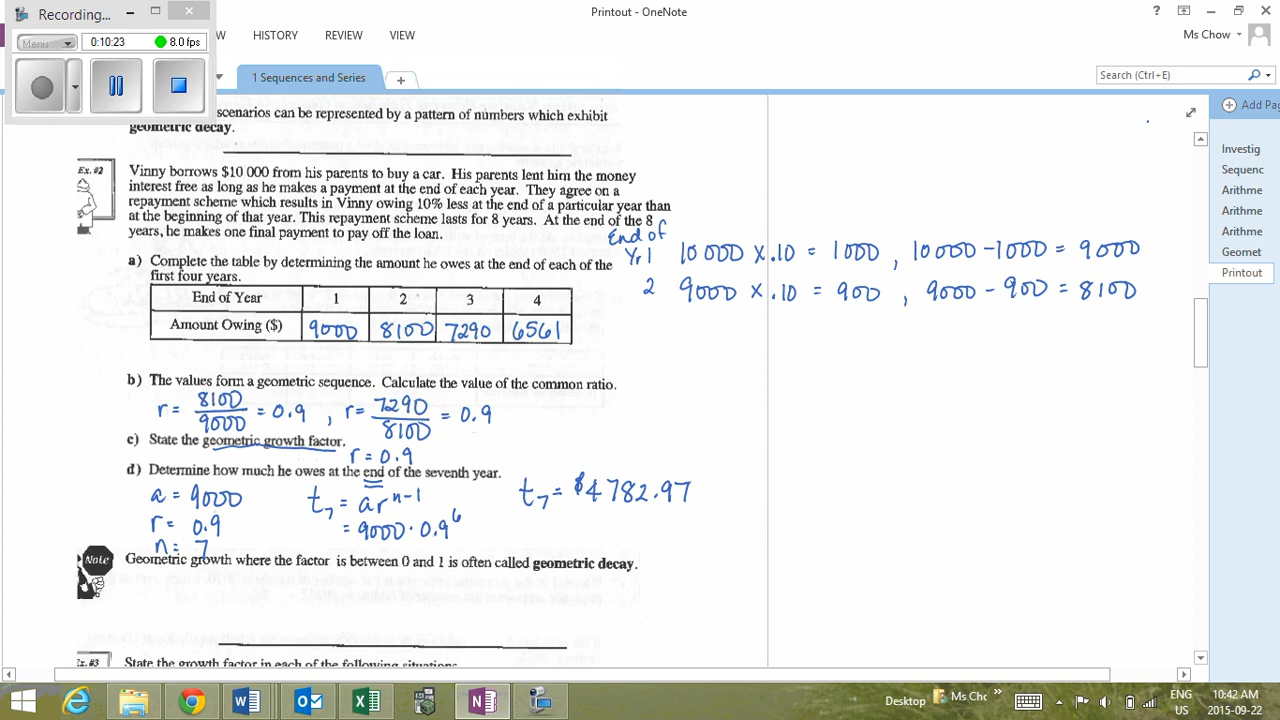 Recording...
Printout - OneNote
Menu
0:10:23
8.0 fps
W
HISTORY
REVIEW
VIEW
Ms Chow
1 Sequences and Series
Search (Ctrl+E)
Add Pag
Investig
Sequenc
Arithme
Arithme
Arithme
Geomet
Printout
scenarios can be represented by a pattern of numbers which exhibit
geometric decay.
Ex. #2
Vinny borrows $10 000 from his parents to buy a car. His parents lent him the money
interest free as long as he makes a payment at the end of each year. They agree on a
repayment scheme which results in Vinny owing 10% less at the end of a particular year than
at the beginning of that year. This repayment scheme lasts for 8 years. At the end of the 8
years, he makes one final payment to pay off the loan.
End of
Yr 1 10 000 x .10 = 1000 , 10000 - 1000 = 9000
2 9000 x .10 = 900 , 9000 - 900 = 8100
a) Complete the table by determining the amount he owes at the end of each of the
first four years.
End of Year 1 2 3 4
Amount Owing ($) 9000 8100 7290 6561
b) The values form a geometric sequence. Calculate the value of the common ratio.
r = 8100/9000 = 0.9 , r = 7290/8100 = 0.9
c) State the geometric growth factor.
r = 0.9
d) Determine how much he owes at the end of the seventh year.
a = 9000 t₇ = arⁿ⁻¹ t₇ = $4782.97
r = 0.9 = 9000 · 0.9⁶
n = 7
Note
Geometric growth where the factor is between 0 and 1 is often called geometric decay.
x. #3
State the growth factor in each of the following situations.
Desktop
Ms Chc
ENG
US
10:42 AM
2015-09-22